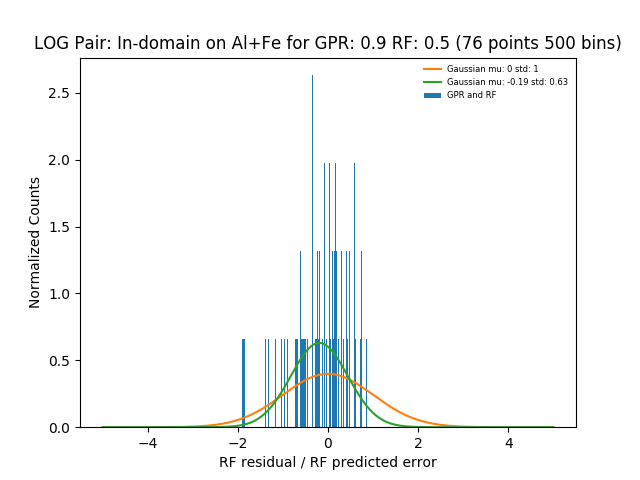 LOG Pair: In-domain on Al+Fe for GPR: 0.9 RF: 0.5 (76 points 500 bins)
Gaussian mu: 0 std: 1
Gaussian mu: -0.19 std: 0.63
GPR and RF
Normalized Counts
2.5
2.0
1.5
1.0
0.5
0.0
−4 −2 0 2 4
RF residual / RF predicted error